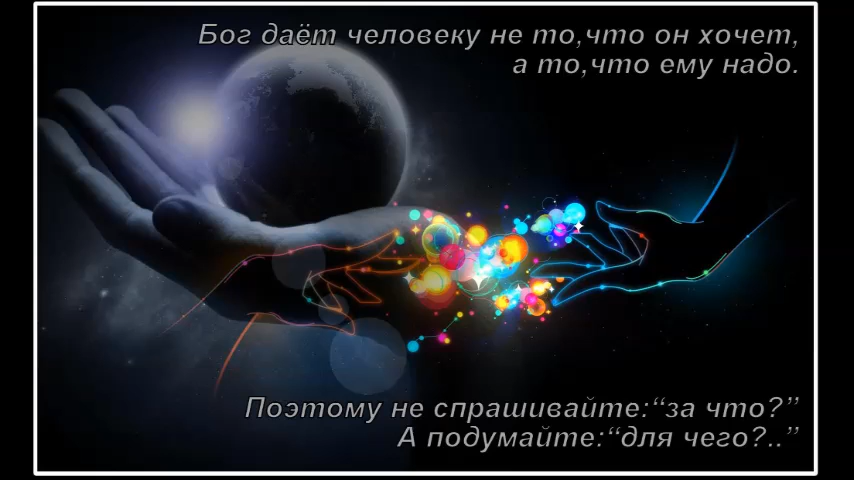 Бог даёт человеку не то,что он хочет,
а то,что ему надо.
Поэтому не спрашивайте:“за что?”
А подумайте:“для чего?..”